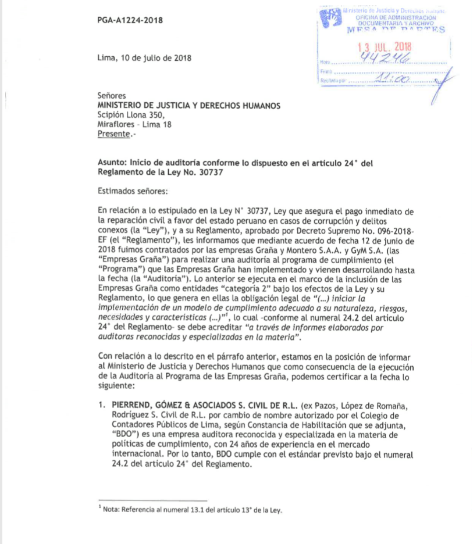 PGA-A1224-2018
Ministerio de Justicia y Derechos Humanos
OFICINA DE ADMINISTRACION
DOCUMENTARIA Y ARCHIVO
MESA DE PARTES
13 JUL. 2018
44246
11:00
Lima, 10 de julio de 2018
Señores
MINISTERIO DE JUSTICIA Y DERECHOS HUMANOS
Scipión Llona 350,
Miraflores - Lima 18
Presente.-
Asunto: Inicio de auditoría conforme lo dispuesto en el artículo 24° del
Reglamento de la Ley No. 30737
Estimados señores:
En relación a lo estipulado en la Ley N° 30737, Ley que asegura el pago inmediato de
la reparación civil a favor del estado peruano en casos de corrupción y delitos
conexos (la "Ley"), y a su Reglamento, aprobado por Decreto Supremo No. 096-2018-
EF (el "Reglamento"), les informamos que mediante acuerdo de fecha 12 de junio de
2018 fuimos contratados por las empresas Graña y Montero S.A.A. y GyM S.A. (las
"Empresas Graña") para realizar una auditoría al programa de cumplimiento (el
"Programa") que las Empresas Graña han implementado y vienen desarrollando hasta
la fecha (la "Auditoría"). Lo anterior se ejecuta en el marco de la inclusión de las
Empresas Graña como entidades "categoría 2" bajo los efectos de la Ley y su
Reglamento, lo que genera en ellas la obligación legal de "(...) iniciar la
implementación de un modelo de cumplimiento adecuado a su naturaleza, riesgos,
necesidades y características (...)"¹, lo cual -conforme al numeral 24.2 del artículo
24° del Reglamento- se debe acreditar "a través de informes elaborados por
auditoras reconocidas y especializadas en la materia".
Con relación a lo descrito en el párrafo anterior, estamos en la posición de informar
al Ministerio de Justicia y Derechos Humanos que como consecuencia de la ejecución
de la Auditoría al Programa de las Empresas Graña, podemos certificar a la fecha lo
siguiente:
1. PIERREND, GÓMEZ & ASOCIADOS S. CIVIL DE R.L. (ex Pazos, López de Romaña,
Rodríguez S. Civil de R.L. por cambio de nombre autorizado por el Colegio de
Contadores Públicos de Lima, según Constancia de Habilitación que se adjunta,
"BDO") es una empresa auditora reconocida y especializada en la materia de
políticas de cumplimiento, con 24 años de experiencia en el mercado
internacional. Por lo tanto, BDO cumple con el estándar previsto bajo el numeral
24.2 del artículo 24° del Reglamento.
¹ Nota: Referencia al numeral 13.1 del artículo 13° de la Ley.